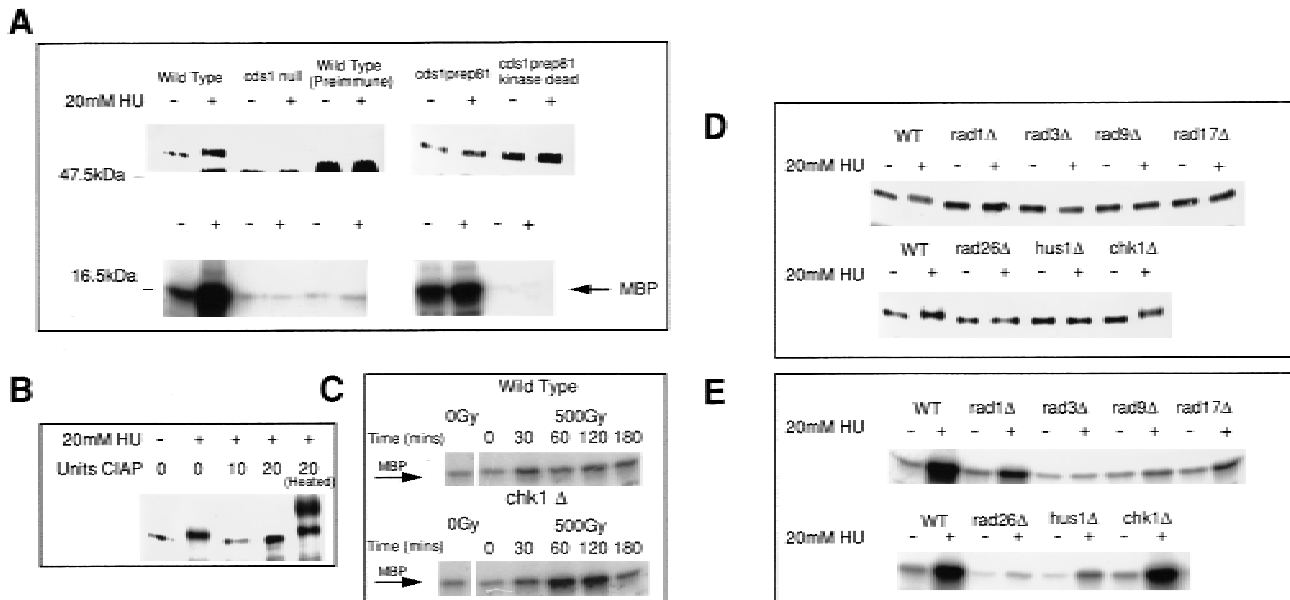 A
Wild Type cds1 null Wild Type (Preimmune) cds1prep81 cds1prep81 kinase dead
20mM HU - + - + - + - + - +
47.5kDa
- + - + - + - + - +
16.5kDa
MBP
B
20mM HU - + + + +
Units CIAP 0 0 10 20 20
(Heated)
C
Wild Type
0Gy 500Gy
Time (mins) 0 30 60 120 180
MBP
chk1 Δ
0Gy 500Gy
Time (mins) 0 30 60 120 180
MBP
D
WT rad1Δ rad3Δ rad9Δ rad17Δ
20mM HU - + - + - + - + - +
WT rad26Δ hus1Δ chk1Δ
20mM HU - + - + - + - +
E
WT rad1Δ rad3Δ rad9Δ rad17Δ
20mM HU - + - + - + - + - +
WT rad26Δ hus1Δ chk1Δ
20mM HU - + - + - + - +